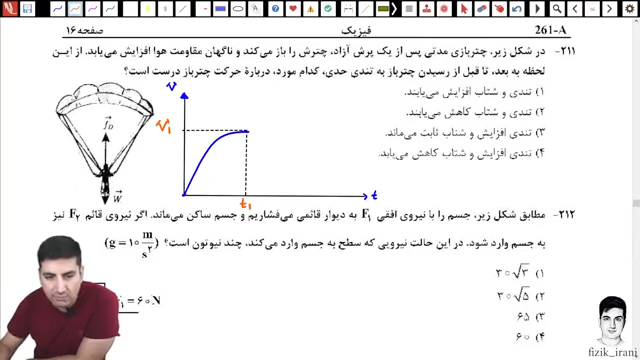 صفحه ۱۶
فیزیک
261-A
۲۱۱- در شکل زیر، چتربازی مدتی پس از یک پرش آزاد، چترش را باز می‌کند و ناگهان مقاومت هوا افزایش می‌یابد. از این
لحظه به بعد، تا قبل از رسیدن چترباز به تندی حدی، کدام مورد، دربارهٔ حرکت چترباز درست است؟
۱) تندی و شتاب افزایش می‌یابند.
۲) تندی و شتاب کاهش می‌یابند.
۳) تندی افزایش و شتاب ثابت می‌ماند.
۴) تندی افزایش و شتاب کاهش می‌یابد.
f_D
W
V
V₁
t₁
t
۲۱۲- مطابق شکل زیر، جسم را با نیروی افقی F₁ به دیوار قائمی می‌فشاریم و جسم ساکن می‌ماند. اگر نیروی قائم F₂ نیز
به جسم وارد شود، در این حالت نیرویی که سطح به جسم وارد می‌کند، چند نیوتون است؟ (g = ۱۰ m/s²)
۱) ۳۰√۳
۲) ۳۰√۵
۳) ۶۵
۴) ۶۰
= ۶۰ N
fizik_irani